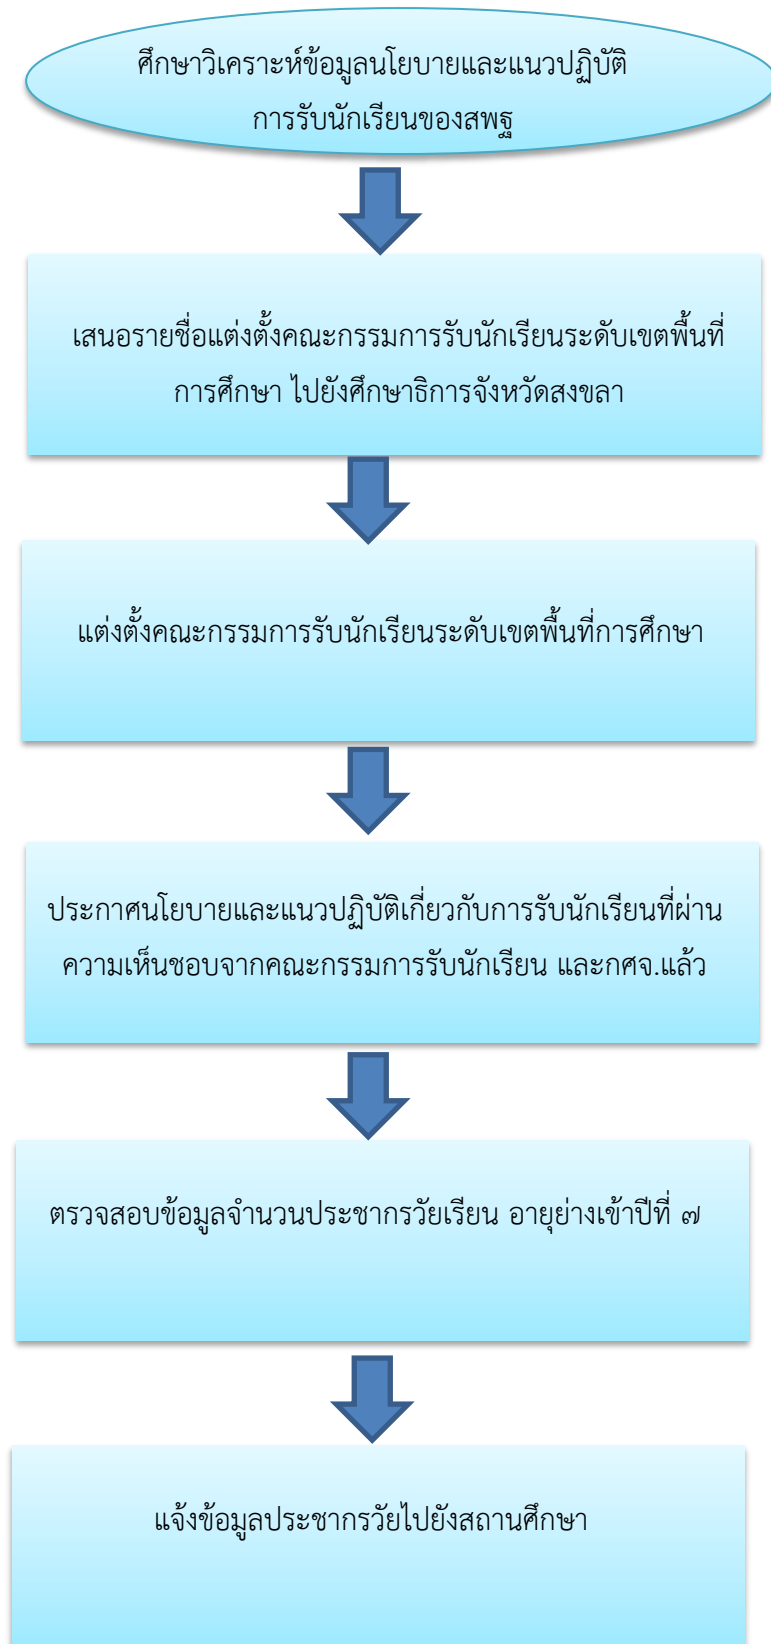 ศึกษาวิเคราะห์ข้อมูลนโยบายและแนวปฏิบัติ
การรับนักเรียนของสพฐ
เสนอรายชื่อแต่งตั้งคณะกรรมการรับนักเรียนระดับเขตพื้นที่
การศึกษา ไปยังศึกษาธิการจังหวัดสงขลา
แต่งตั้งคณะกรรมการรับนักเรียนระดับเขตพื้นที่การศึกษา
ประกาศนโยบายและแนวปฏิบัติเกี่ยวกับการรับนักเรียนที่ผ่าน
ความเห็นชอบจากคณะกรรมการรับนักเรียน และกศจ.แล้ว
ตรวจสอบข้อมูลจำนวนประชากรวัยเรียน อายุย่างเข้าปีที่ ๗
แจ้งข้อมูลประชากรวัยไปยังสถานศึกษา